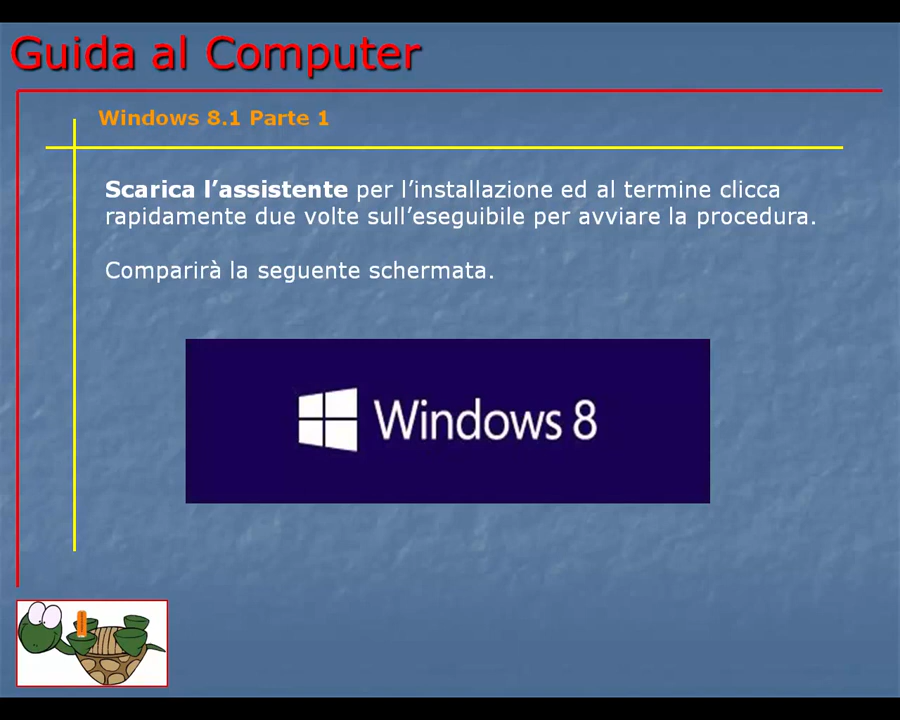 Guida al Computer
Windows 8.1 Parte 1
Scarica l’assistente per l’installazione ed al termine clicca
rapidamente due volte sull’eseguibile per avviare la procedura.
Comparirà la seguente schermata.
Windows 8